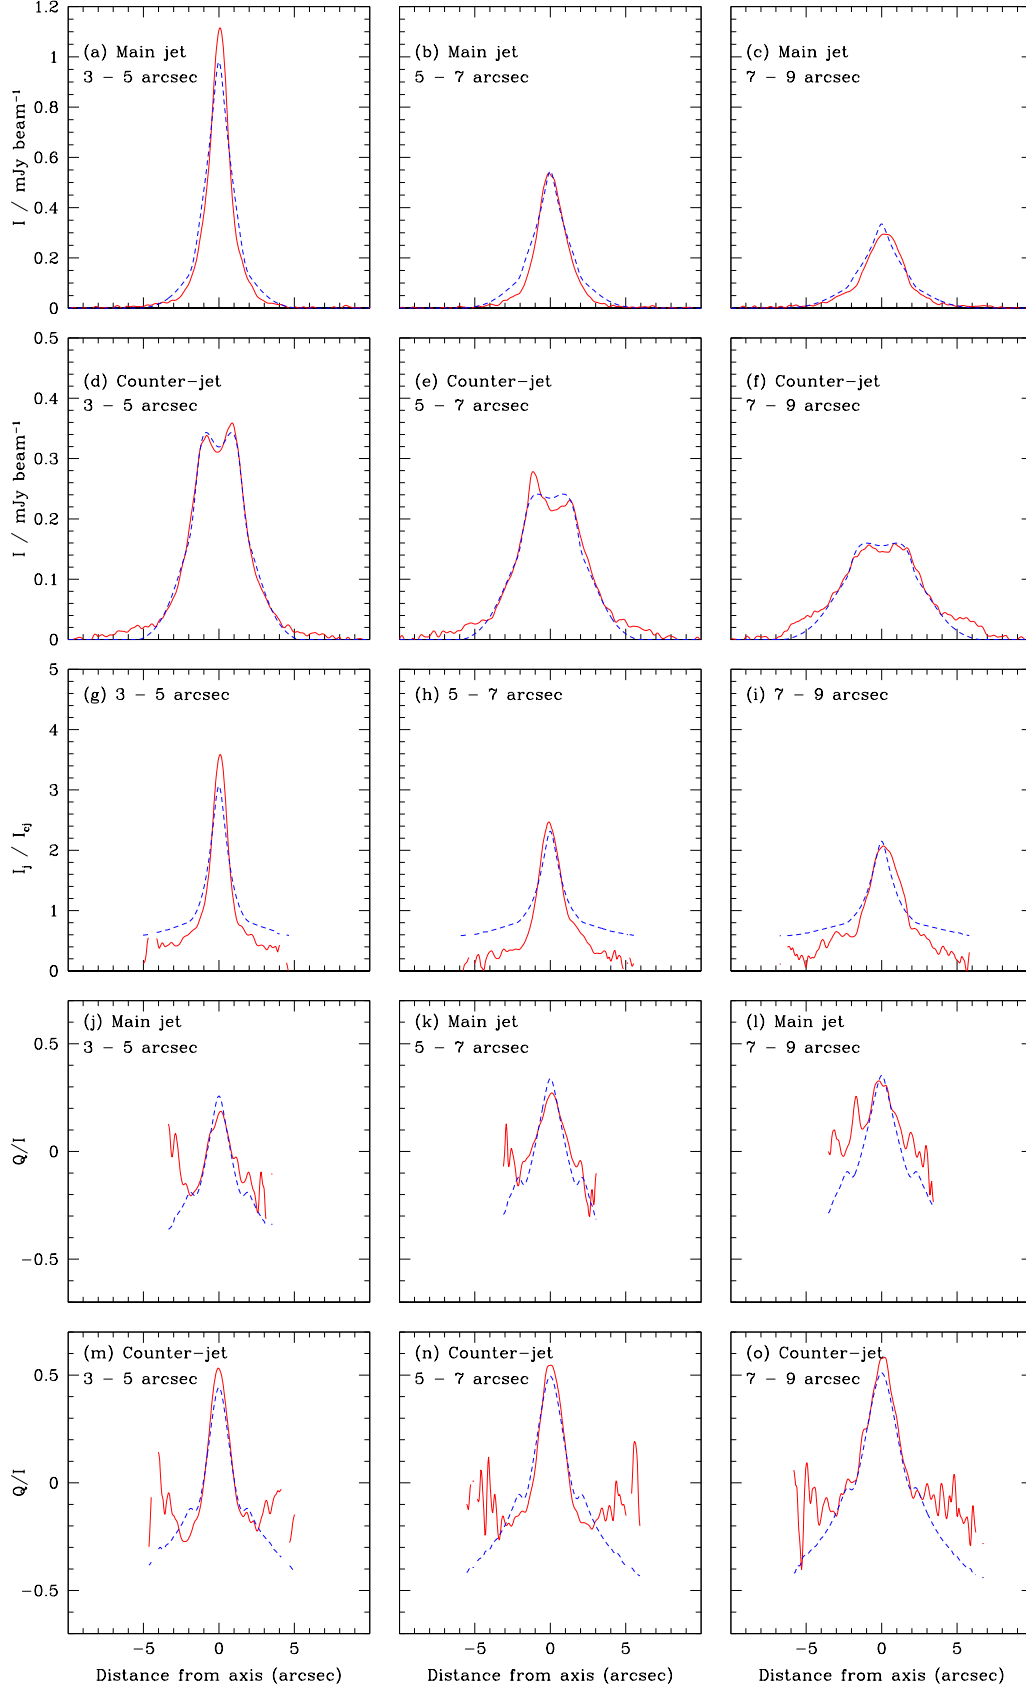 (a) Main jet
3 − 5 arcsec
(b) Main jet
5 − 7 arcsec
(c) Main jet
7 − 9 arcsec
I / mJy beam⁻¹
1.2
1
0.8
0.6
0.4
0.2
0
(d) Counter−jet
3 − 5 arcsec
(e) Counter−jet
5 − 7 arcsec
(f) Counter−jet
7 − 9 arcsec
I / mJy beam⁻¹
0.5
0.4
0.3
0.2
0.1
0
(g) 3 − 5 arcsec
(h) 5 − 7 arcsec
(i) 7 − 9 arcsec
I_j / I_cj
5
4
3
2
1
0
(j) Main jet
3 − 5 arcsec
(k) Main jet
5 − 7 arcsec
(l) Main jet
7 − 9 arcsec
Q/I
0.5
0
−0.5
(m) Counter−jet
3 − 5 arcsec
(n) Counter−jet
5 − 7 arcsec
(o) Counter−jet
7 − 9 arcsec
Q/I
0.5
0
−0.5
−5 0 5
−5 0 5
−5 0 5
Distance from axis (arcsec)
Distance from axis (arcsec)
Distance from axis (arcsec)